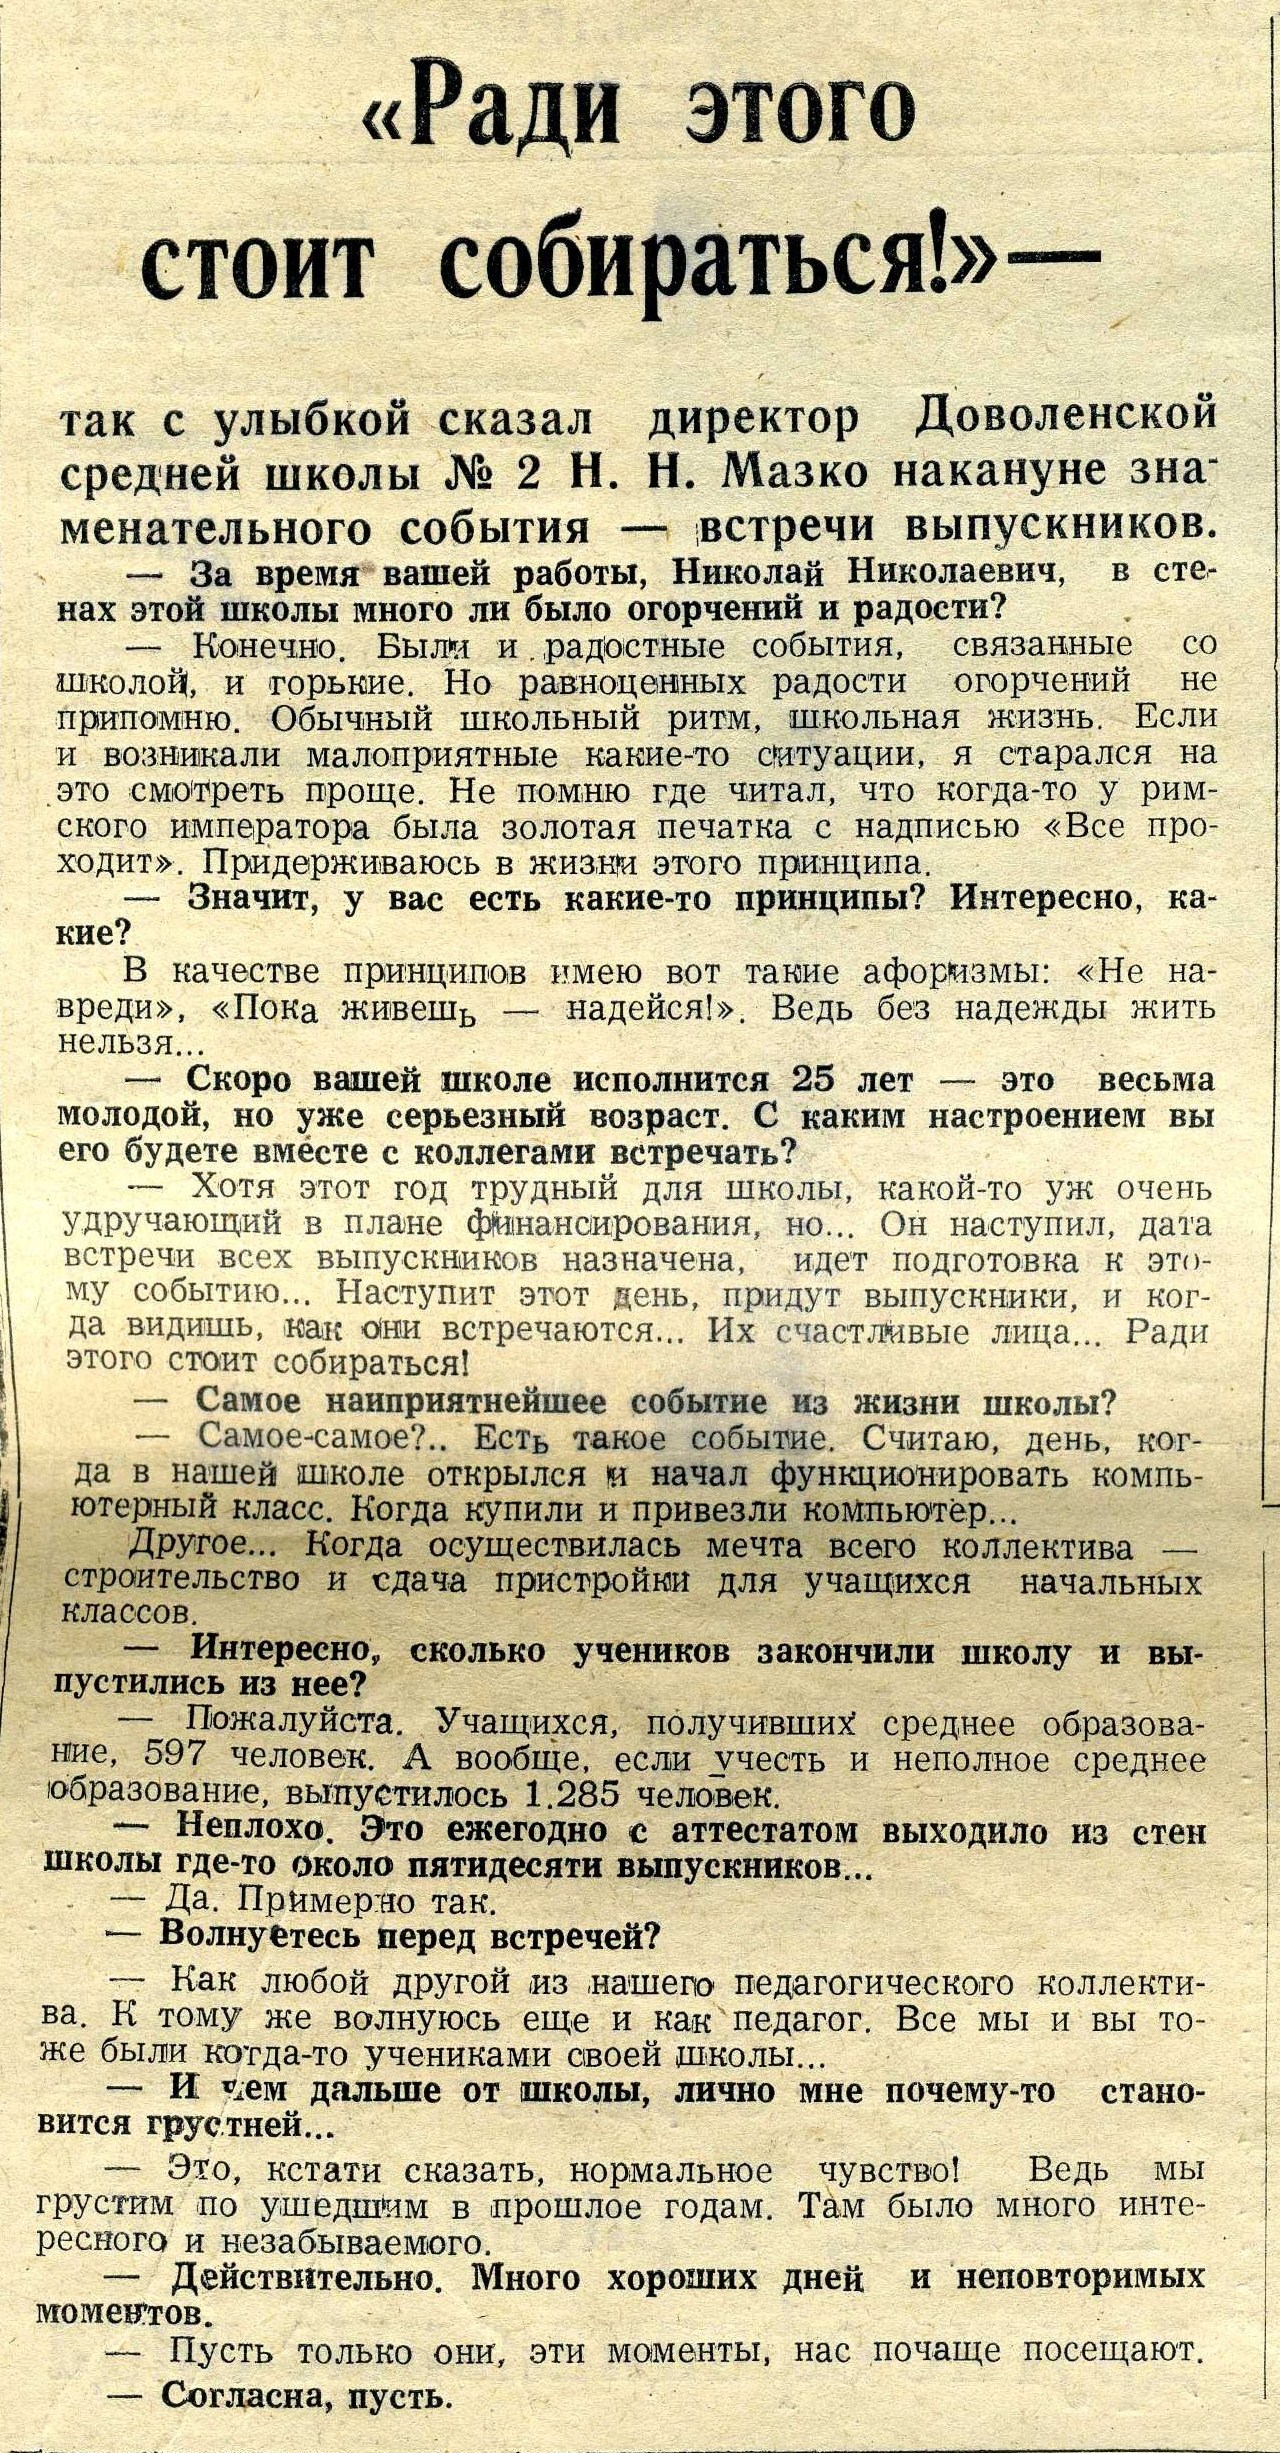 «Ради этого
стоит собираться!»—
так с улыбкой сказал директор Доволенской
средней школы № 2 Н. Н. Мазко накануне зна-
менательного события — встречи выпускников.
— За время вашей работы, Николай Николаевич, в сте-
нах этой школы много ли было огорчений и радости?
— Конечно. Были и радостные события, связанные со
школой, и горькие. Но равноценных радости огорчений не
припомню. Обычный школьный ритм, школьная жизнь. Если
и возникали малоприятные какие-то ситуации, я старался на
это смотреть проще. Не помню где читал, что когда-то у рим-
ского императора была золотая печатка с надписью «Все про-
ходит». Придерживаюсь в жизни этого принципа.
— Значит, у вас есть какие-то принципы? Интересно, ка-
кие?
В качестве принципов имею вот такие афоризмы: «Не на-
вреди», «Пока живешь — надейся!». Ведь без надежды жить
нельзя...
— Скоро вашей школе исполнится 25 лет — это весьма
молодой, но уже серьезный возраст. С каким настроением вы
его будете вместе с коллегами встречать?
— Хотя этот год трудный для школы, какой-то уж очень
удручающий в плане финансирования, но... Он наступил, дата
встречи всех выпускников назначена, идет подготовка к это-
му событию... Наступит этот день, придут выпускники, и ког-
да видишь, как они встречаются... Их счастливые лица... Ради
этого стоит собираться!
— Самое наиприятнейшее событие из жизни школы?
— Самое-самое?.. Есть такое событие. Считаю, день, ког-
да в нашей школе открылся и начал функционировать компь-
ютерный класс. Когда купили и привезли компьютер...
Другое... Когда осуществилась мечта всего коллектива —
строительство и сдача пристройки для учащихся начальных
классов.
— Интересно, сколько учеников закончили школу и вы-
пустились из нее?
— Пожалуйста. Учащихся, получивших среднее образова-
ние, 597 человек. А вообще, если учесть и неполное среднее
образование, выпустилось 1.285 человек.
— Неплохо. Это ежегодно с аттестатом выходило из стен
школы где-то около пятидесяти выпускников...
— Да. Примерно так.
— Волнуетесь перед встречей?
— Как любой другой из нашего педагогического коллекти-
ва. К тому же волнуюсь еще и как педагог. Все мы и вы то-
же были когда-то учениками своей школы...
— И чем дальше от школы, лично мне почему-то стано-
вится грустней...
— Это, кстати сказать, нормальное чувство! Ведь мы
грустим по ушедшим в прошлое годам. Там было много инте-
ресного и незабываемого.
— Действительно. Много хороших дней и неповторимых
моментов.
— Пусть только они, эти моменты, нас почаще посещают.
— Согласна, пусть.